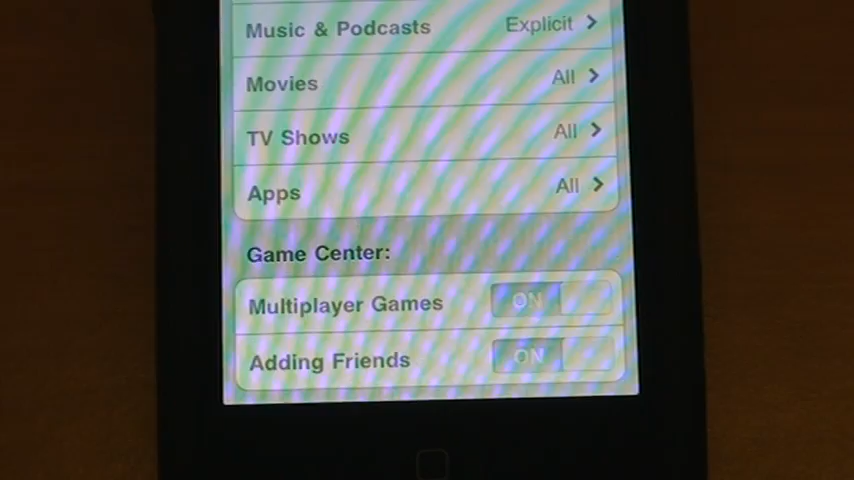 Music & Podcasts Explicit
Movies All
TV Shows All
Apps All
Game Center:
Multiplayer Games ON
Adding Friends ON